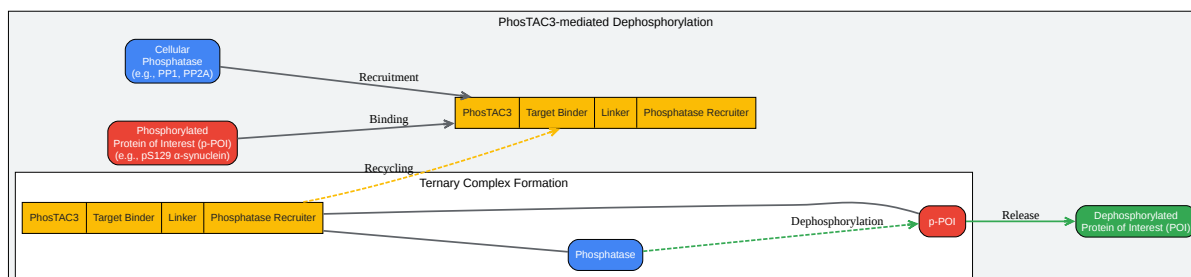 PhosTAC3-mediated Dephosphorylation
Cellular
Phosphatase
(e.g., PP1, PP2A)
Recruitment
PhosTAC3 Target Binder Linker Phosphatase Recruiter
Phosphorylated
Protein of Interest (p-POI)
(e.g., pS129 α-synuclein)
Binding
Recycling
Ternary Complex Formation
PhosTAC3 Target Binder Linker Phosphatase Recruiter
Dephosphorylation
p-POI
Release
Dephosphorylated
Protein of Interest (POI)
Phosphatase